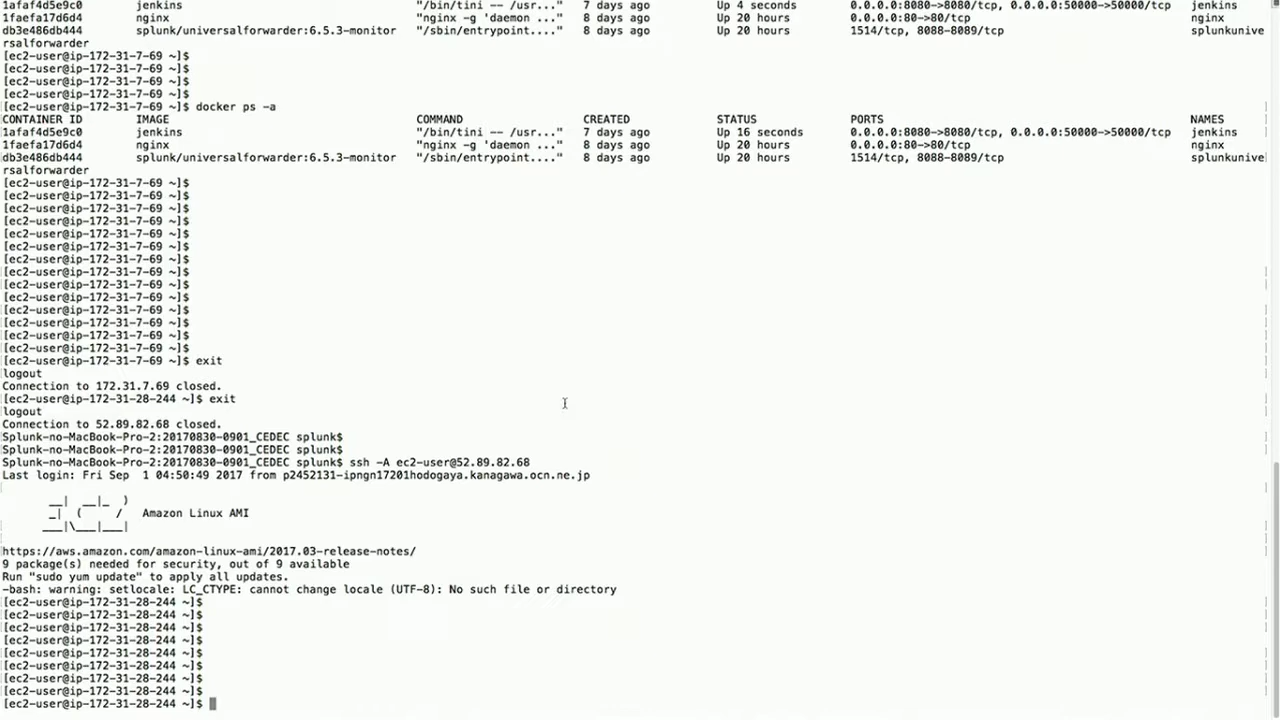 1afaf4d5e9c0 jenkins "/bin/tini -- /usr..." 7 days ago Up 4 seconds 0.0.0.0:8080->8080/tcp, 0.0.0.0:50000->50000/tcp jenkins
1faefa17d6d4 nginx "nginx -g 'daemon ..." 8 days ago Up 20 hours 0.0.0.0:80->80/tcp nginx
db3e486db444 splunk/universalforwarder:6.5.3-monitor "/sbin/entrypoint...." 8 days ago Up 20 hours 1514/tcp, 8088-8089/tcp splunkunive
rsalforwarder
[ec2-user@ip-172-31-7-69 ~]$
[ec2-user@ip-172-31-7-69 ~]$
[ec2-user@ip-172-31-7-69 ~]$
[ec2-user@ip-172-31-7-69 ~]$
[ec2-user@ip-172-31-7-69 ~]$ docker ps -a
CONTAINER ID IMAGE COMMAND CREATED STATUS PORTS NAMES
1afaf4d5e9c0 jenkins "/bin/tini -- /usr..." 7 days ago Up 16 seconds 0.0.0.0:8080->8080/tcp, 0.0.0.0:50000->50000/tcp jenkins
1faefa17d6d4 nginx "nginx -g 'daemon ..." 8 days ago Up 20 hours 0.0.0.0:80->80/tcp nginx
db3e486db444 splunk/universalforwarder:6.5.3-monitor "/sbin/entrypoint...." 8 days ago Up 20 hours 1514/tcp, 8088-8089/tcp splunkunive
rsalforwarder
[ec2-user@ip-172-31-7-69 ~]$
[ec2-user@ip-172-31-7-69 ~]$
[ec2-user@ip-172-31-7-69 ~]$
[ec2-user@ip-172-31-7-69 ~]$
[ec2-user@ip-172-31-7-69 ~]$
[ec2-user@ip-172-31-7-69 ~]$
[ec2-user@ip-172-31-7-69 ~]$
[ec2-user@ip-172-31-7-69 ~]$
[ec2-user@ip-172-31-7-69 ~]$
[ec2-user@ip-172-31-7-69 ~]$
[ec2-user@ip-172-31-7-69 ~]$
[ec2-user@ip-172-31-7-69 ~]$
[ec2-user@ip-172-31-7-69 ~]$
[ec2-user@ip-172-31-7-69 ~]$
[ec2-user@ip-172-31-7-69 ~]$ exit
logout
Connection to 172.31.7.69 closed.
[ec2-user@ip-172-31-28-244 ~]$ exit
logout
Connection to 52.89.82.68 closed.
Splunk-no-MacBook-Pro-2:20170830-0901_CEDEC splunk$
Splunk-no-MacBook-Pro-2:20170830-0901_CEDEC splunk$
Splunk-no-MacBook-Pro-2:20170830-0901_CEDEC splunk$ ssh -A ec2-user@52.89.82.68
Last login: Fri Sep  1 04:50:49 2017 from p2452131-ipngn17201hodogaya.kanagawa.ocn.ne.jp
__|  __|_  )
_|  (     /   Amazon Linux AMI
___|\___|___|
https://aws.amazon.com/amazon-linux-ami/2017.03-release-notes/
9 package(s) needed for security, out of 9 available
Run "sudo yum update" to apply all updates.
-bash: warning: setlocale: LC_CTYPE: cannot change locale (UTF-8): No such file or directory
[ec2-user@ip-172-31-28-244 ~]$
[ec2-user@ip-172-31-28-244 ~]$
[ec2-user@ip-172-31-28-244 ~]$
[ec2-user@ip-172-31-28-244 ~]$
[ec2-user@ip-172-31-28-244 ~]$
[ec2-user@ip-172-31-28-244 ~]$
[ec2-user@ip-172-31-28-244 ~]$
[ec2-user@ip-172-31-28-244 ~]$
[ec2-user@ip-172-31-28-244 ~]$